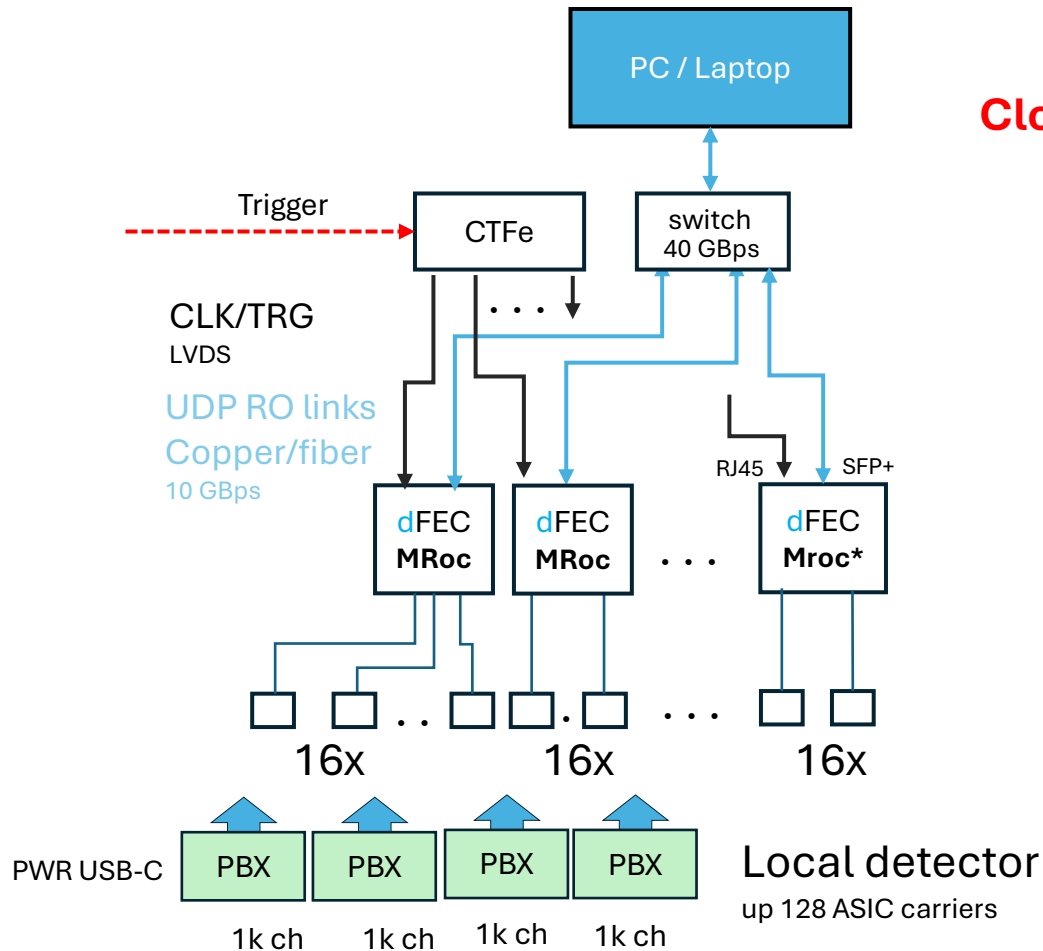 PC / Laptop
Clo
Trigger
CTFe
switch
40 GBps
. . .
CLK/TRG
LVDS
UDP RO links
Copper/fiber
10 GBps
RJ45
SFP+
dFEC
MRoc
dFEC
MRoc
. . .
dFEC
Mroc*
. .
.
. . .
16x
16x
16x
PWR USB-C
PBX
PBX
PBX
PBX
1k ch
1k ch
1k ch
1k ch
Local detector
up 128 ASIC carriers